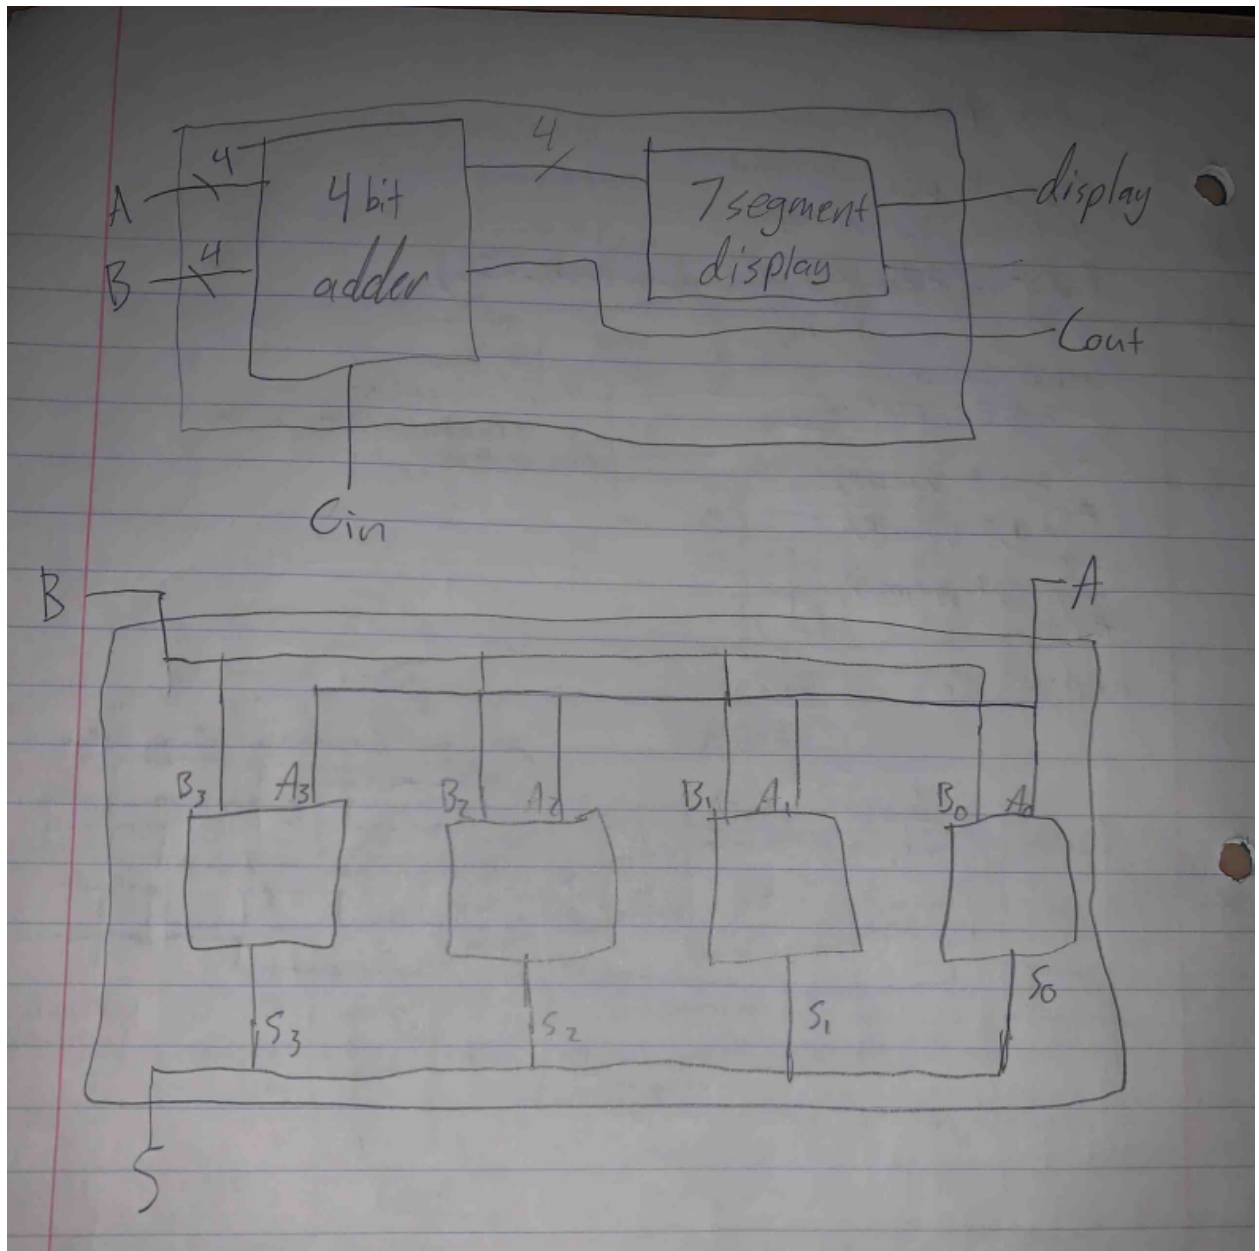 4
4
A
4 bit
adder
7 segment
display
display
B
4
Cout
Cin
B
A
B3
A3
B2
A2
B1
A1
B0
A0
S0
S3
S2
S1
S